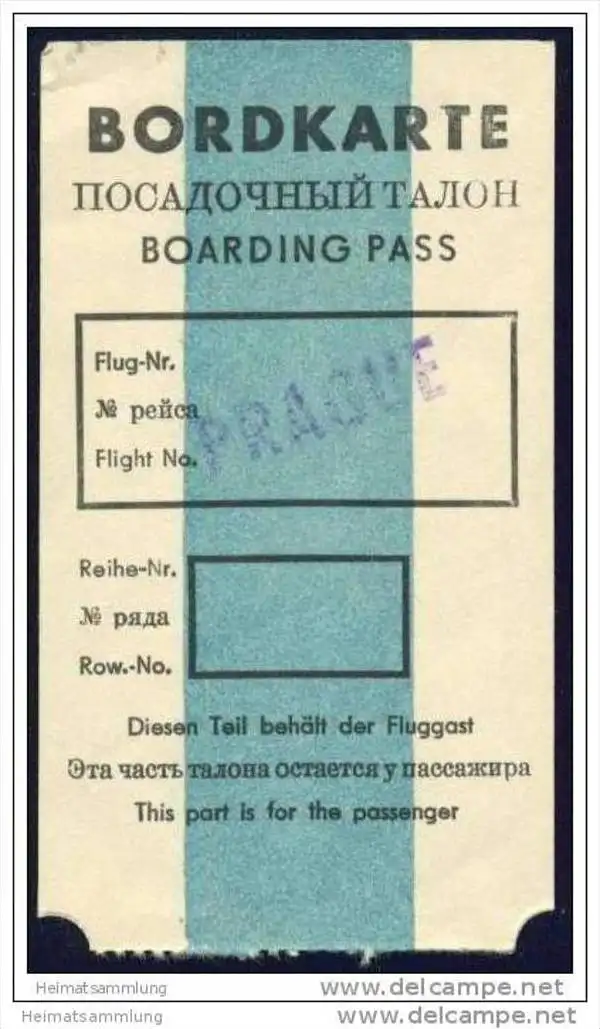 BORDKARTE
ПОСАДОЧНЫЙ ТАЛОН
BOARDING PASS
Flug-Nr.
№ рейса
Flight No.
PRAGUE
Reihe-Nr.
№ ряда
Row.-No.
Diesen Teil behält der Fluggast
Эта часть талона остается у пассажира
This part is for the passenger
Heimatsammlung www.delcampe.net
Heimatsammlung www.delcampe.net